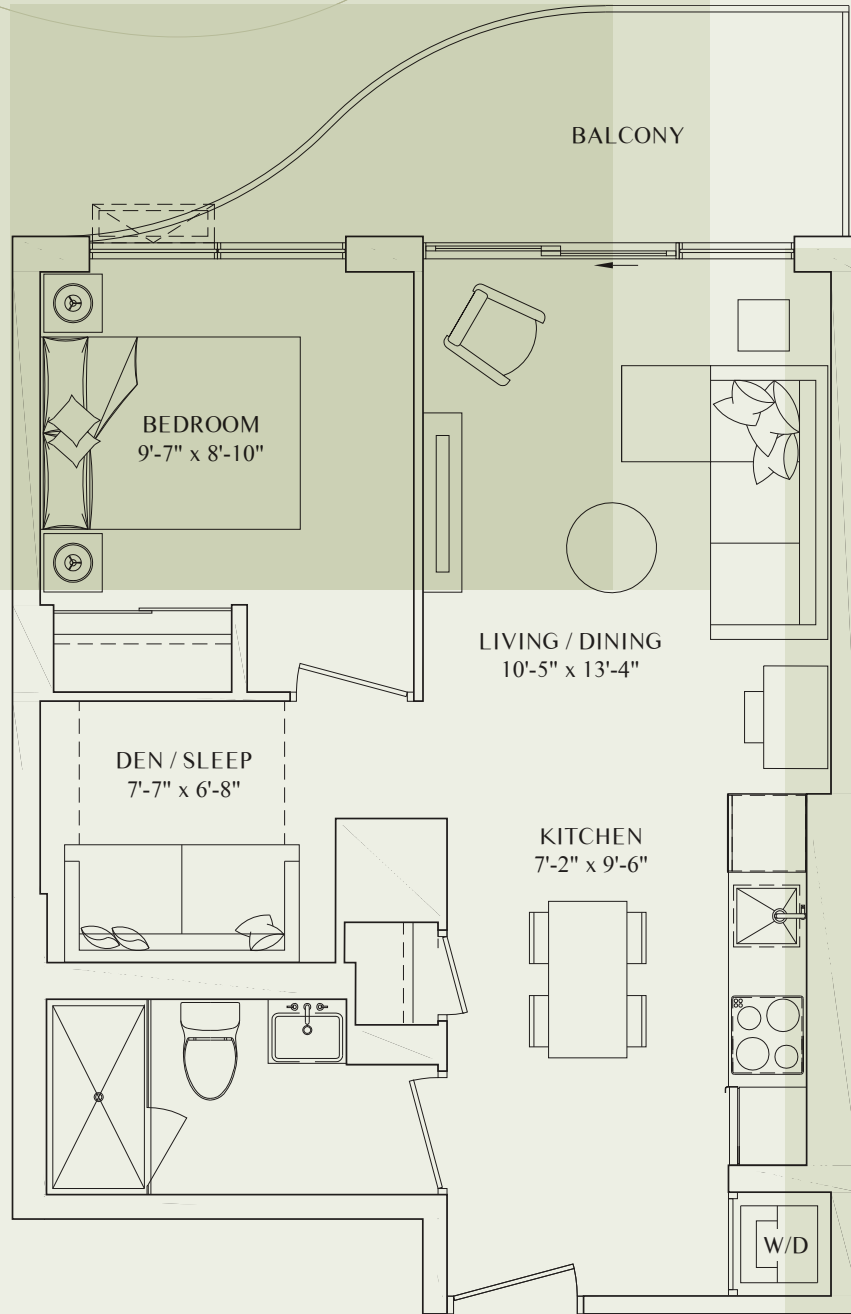 BALCONY
BEDROOM
9'-7" x 8'-10"
LIVING / DINING
10'-5" x 13'-4"
DEN / SLEEP
7'-7" x 6'-8"
KITCHEN
7'-2" x 9'-6"
W/D